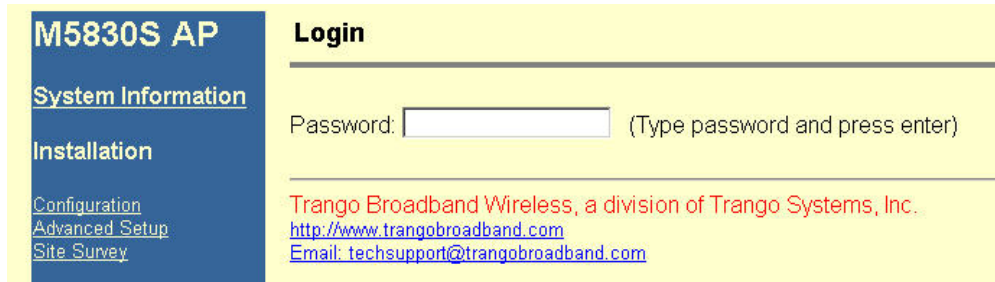 M5830S AP
System Information
Installation
Configuration
Advanced Setup
Site Survey
Login
Password: (Type password and press enter)
Trango Broadband Wireless, a division of Trango Systems, Inc.
http://www.trangobroadband.com
Email: techsupport@trangobroadband.com